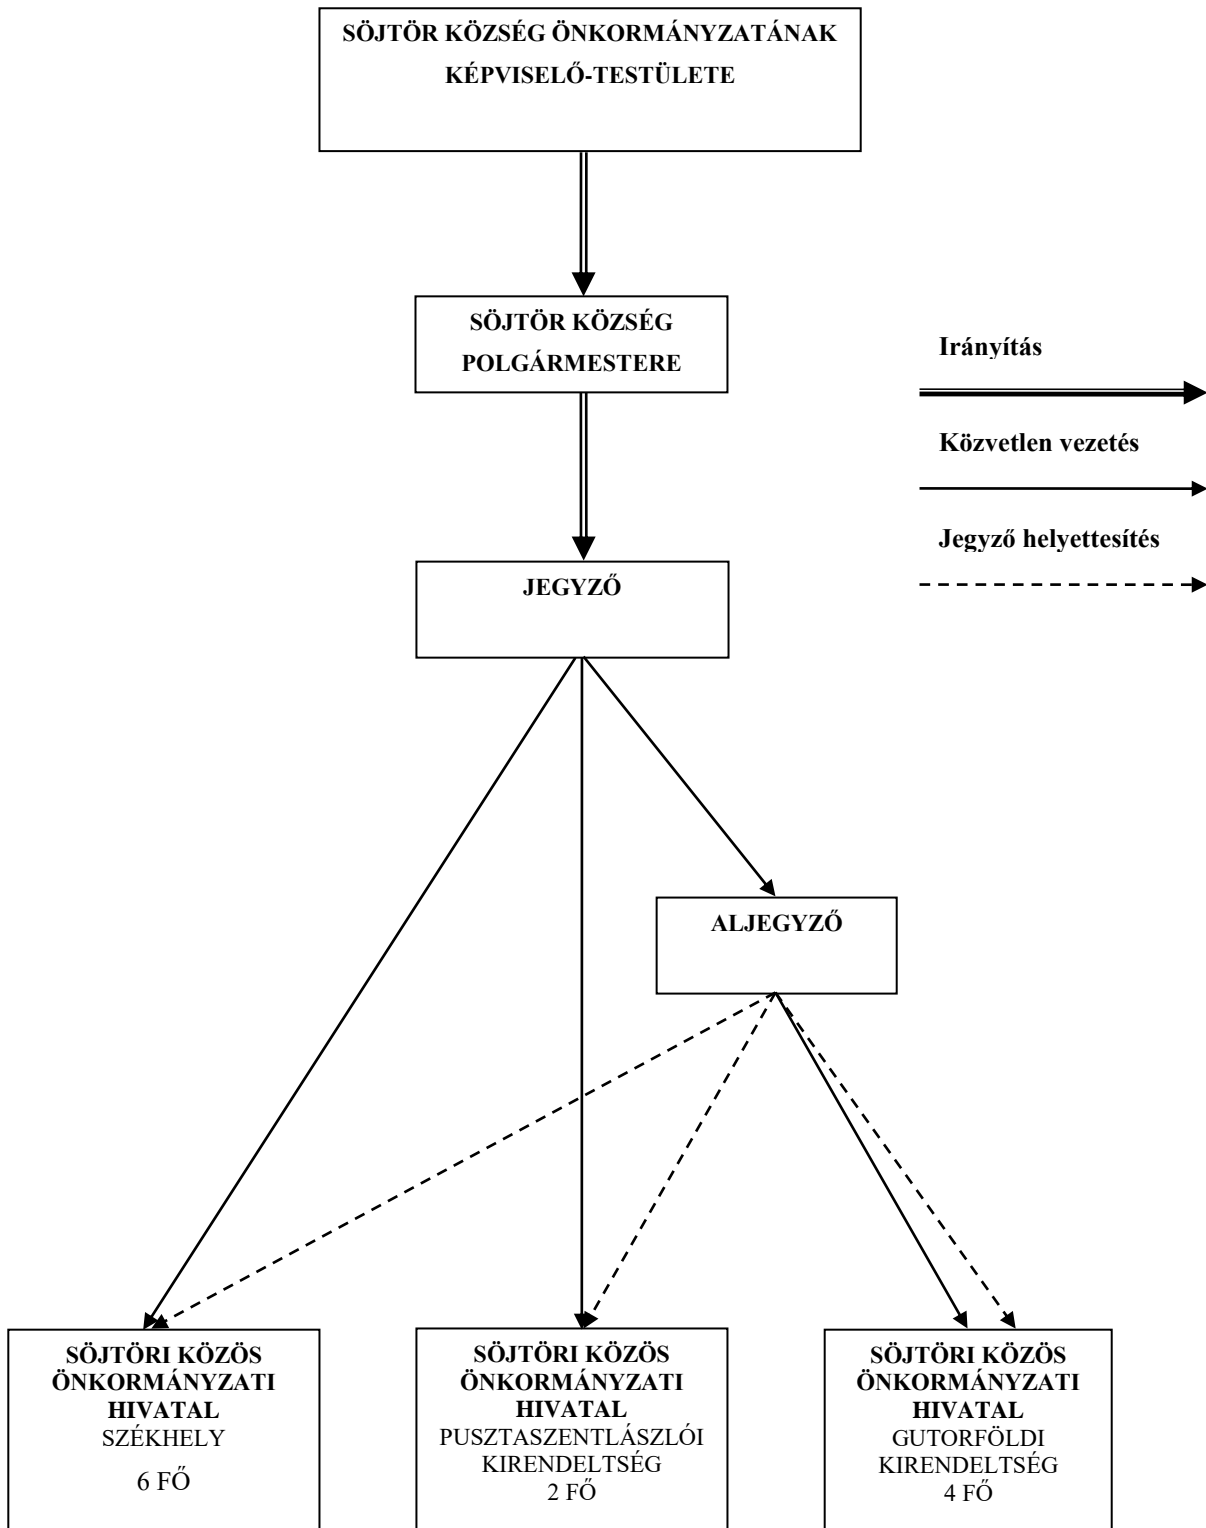 SÖJTÖR KÖZSÉG ÖNKORMÁNYZATÁNAK
KÉPVISELŐ-TESTÜLETE
SÖJTÖR KÖZSÉG
POLGÁRMESTERE
Irányítás
Közvetlen vezetés
Jegyző helyettesítés
JEGYZŐ
ALJEGYZŐ
SÖJTÖRI KÖZÖS
ÖNKORMÁNYZATI
HIVATAL
SZÉKHELY
6 FŐ
SÖJTÖRI KÖZÖS
ÖNKORMÁNYZATI
HIVATAL
PUSZTASZENTLÁSZLÓI
KIRENDELTSÉG
2 FŐ
SÖJTÖRI KÖZÖS
ÖNKORMÁNYZATI
HIVATAL
GUTORFÖLDI
KIRENDELTSÉG
4 FŐ